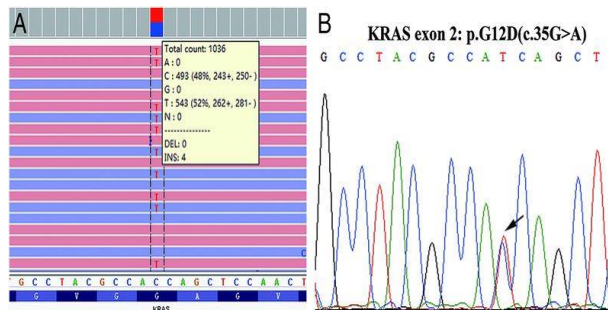 A
Total count: 1036
A : 0
C : 493 (48%, 243+, 250- )
G : 0
T : 543 (52%, 262+, 281- )
N : 0
---------------
DEL: 0
INS: 4
T
T
T
T
T
T
T
T
T
C
G C C T A C G C C A C C A G C T C C A A C T
G V G G A G V
KRAS
B
KRAS exon 2: p.G12D(c.35G>A)
G C C T A C G C C A T C A G C T